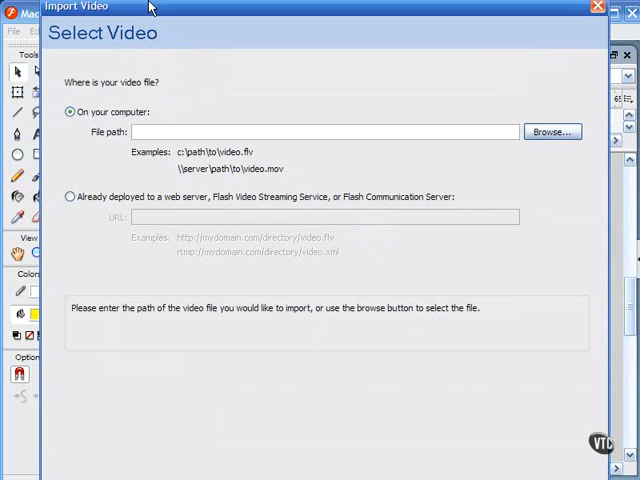 Import Video
Mac
Select Video
Tools
Where is your video file?
On your computer:
File path:
Browse...
Examples: c:\path\to\video.flv
\\server\path\to\video.mov
Already deployed to a web server, Flash Video Streaming Service, or Flash Communication Server:
URL:
Examples: http://mydomain.com/directory/video.flv
rtmp://mydomain.com/directory/video.xml
View
Colors
Please enter the path of the video file you would like to import, or use the browse button to select the file.
Option
VTC